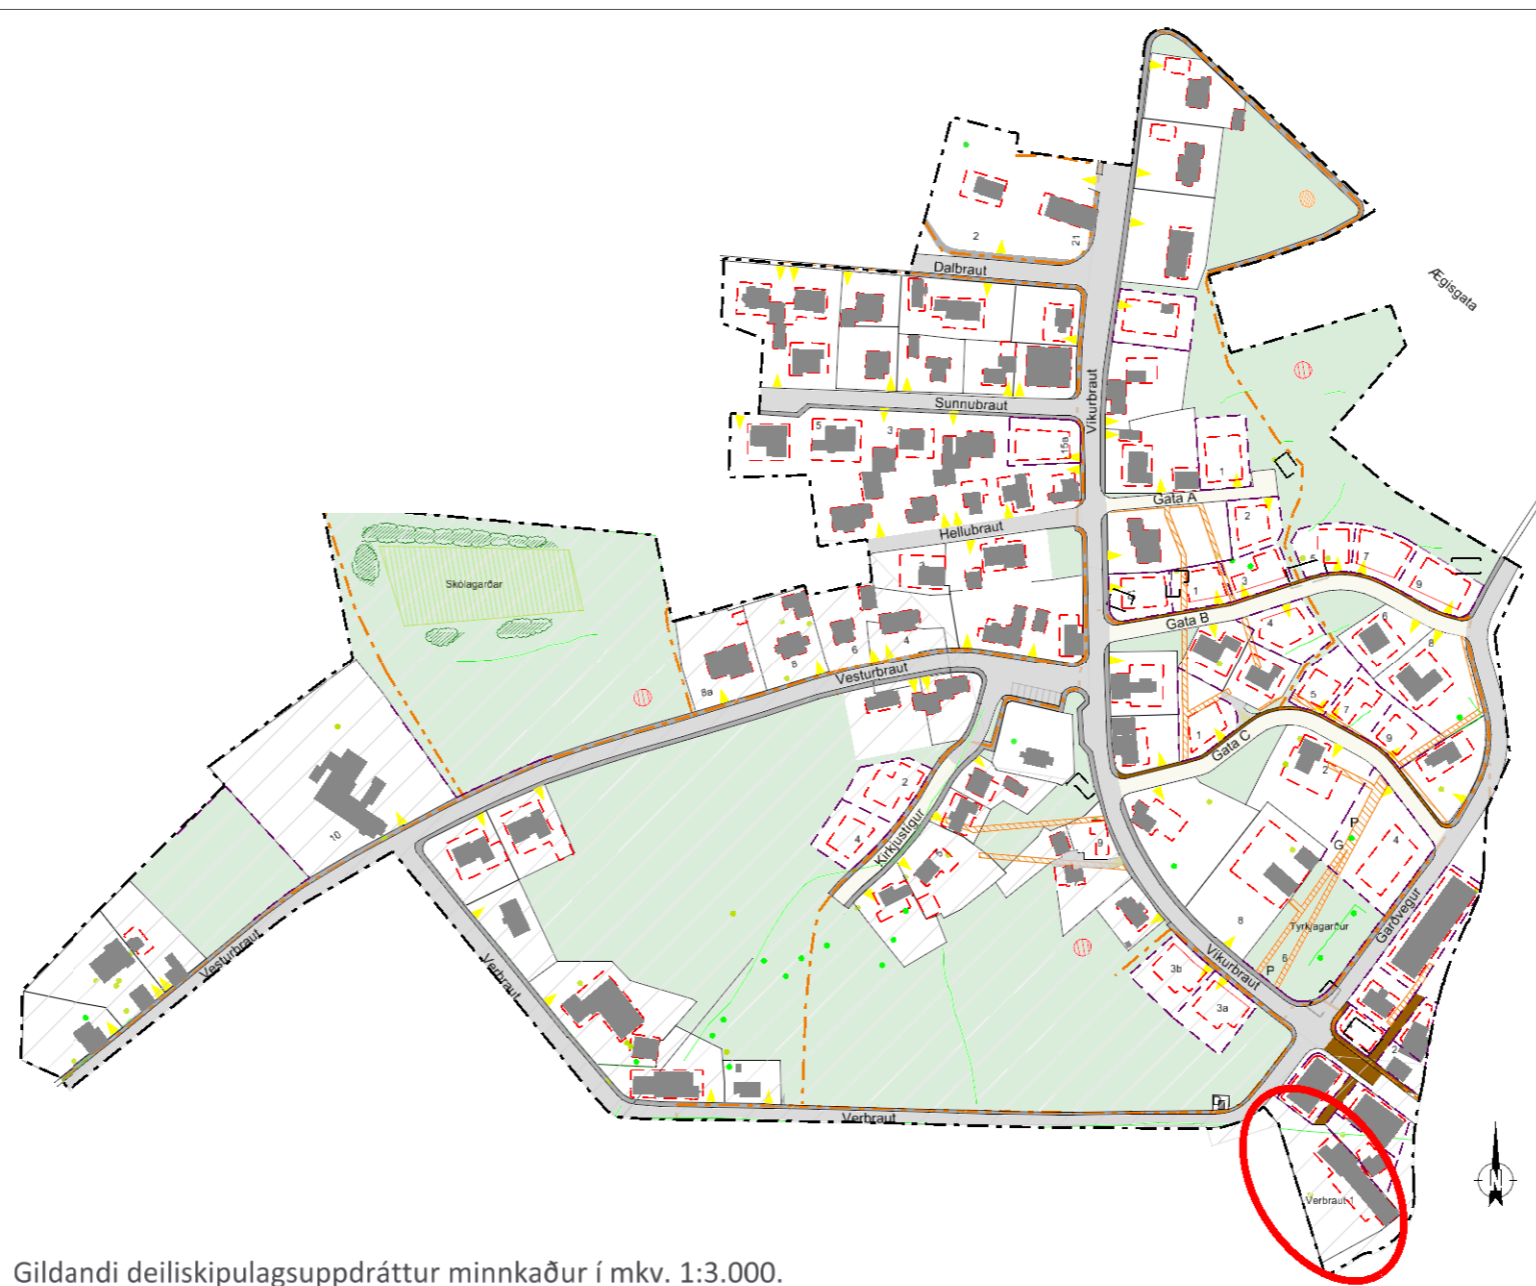 Ægisgata
2
21
Dalbraut
Víkurbraut
Sunnubraut
5
3
15a
1
Gata A
2
Hellubraut
Skólagarðar
5
7
9
1
3
Gata B
4
6
8
4
6
8
8a
Vesturbraut
5
7
9
1
Gata C
2
2
4
Kirkjustígur
9
P
G
4
10
8
Tyrkjagarður
Garðvegur
6
P
Víkurbraut
3b
3a
Vesturbraut
Verbraut
2
Verbraut
N
Verbraut 1
Gildandi deiliskipulagsuppdráttur minnkaður í mkv. 1:3.000.